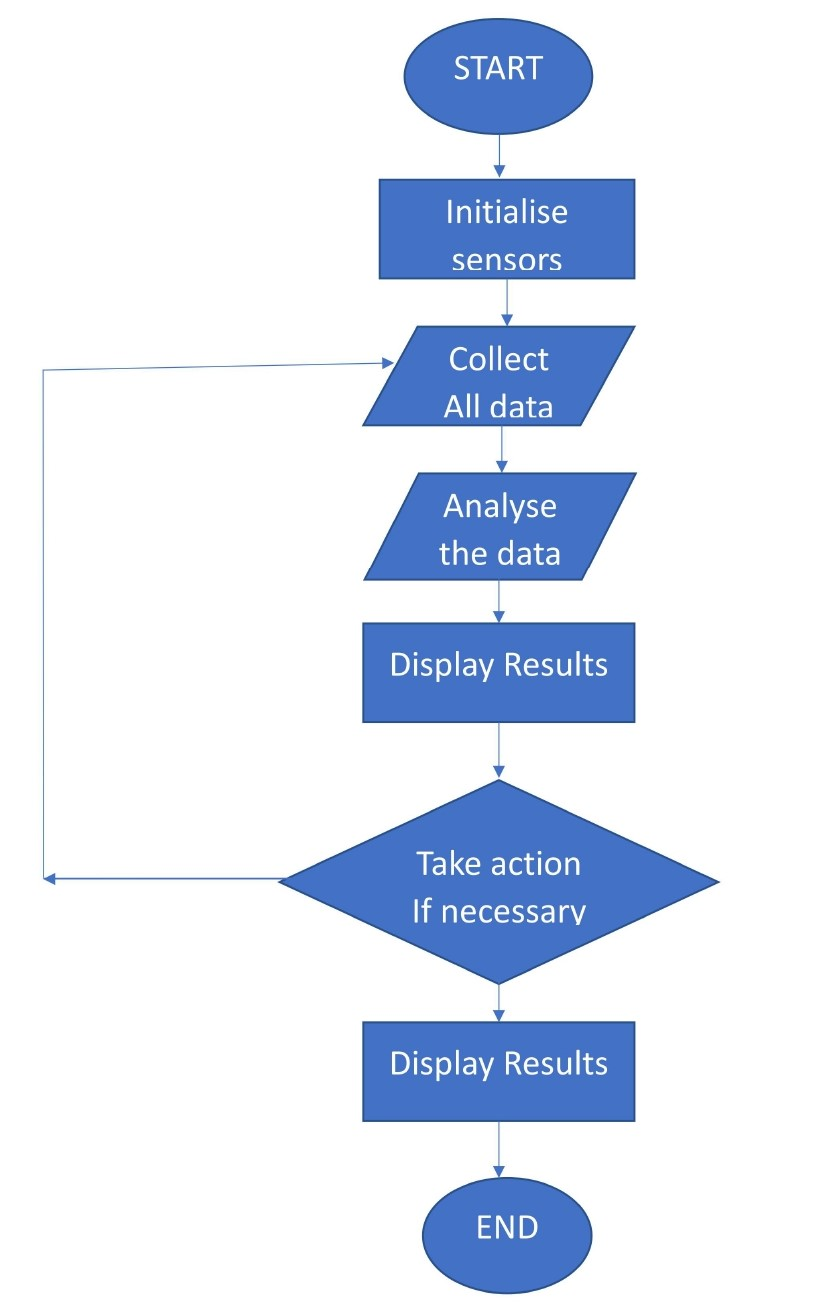 START
Initialise
sensors
Collect
All data
Analyse
the data
Display Results
Take action
If necessary
Display Results
END